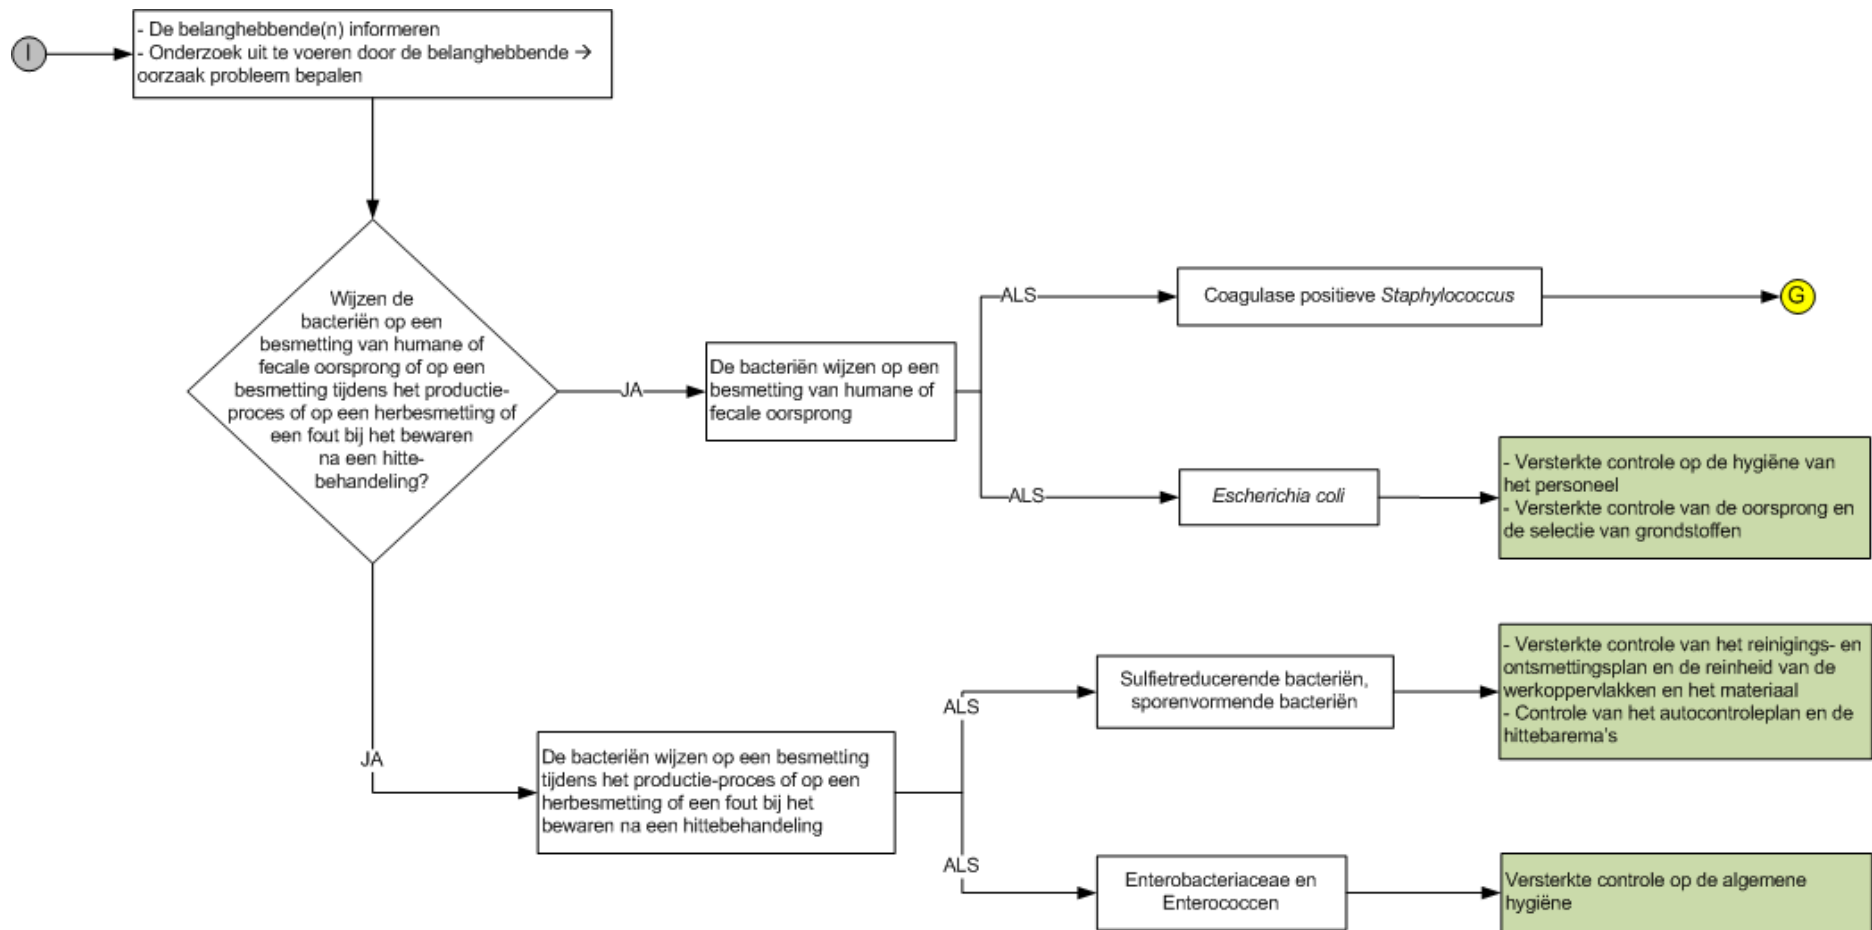 I
- De belanghebbende(n) informeren
- Onderzoek uit te voeren door de belanghebbende →
oorzaak probleem bepalen
Wijzen de
bacteriën op een
besmetting van humane of
fecale oorsprong of op een
besmetting tijdens het productie-
proces of op een herbesmetting of
een fout bij het bewaren
na een hitte-
behandeling?
JA
De bacteriën wijzen op een
besmetting van humane of
fecale oorsprong
ALS
Coagulase positieve Staphylococcus
G
ALS
Escherichia coli
- Versterkte controle op de hygiëne van
het personeel
- Versterkte controle van de oorsprong en
de selectie van grondstoffen
JA
De bacteriën wijzen op een besmetting
tijdens het productie-proces of op een
herbesmetting of een fout bij het
bewaren na een hittebehandeling
ALS
Sulfietreducerende bacteriën,
sporenvormende bacteriën
- Versterkte controle van het reinigings- en
ontsmettingsplan en de reinheid van de
werkoppervlakken en het materiaal
- Controle van het autocontroleplan en de
hittebarema's
ALS
Enterobacteriaceae en
Enterococcen
Versterkte controle op de algemene
hygiëne